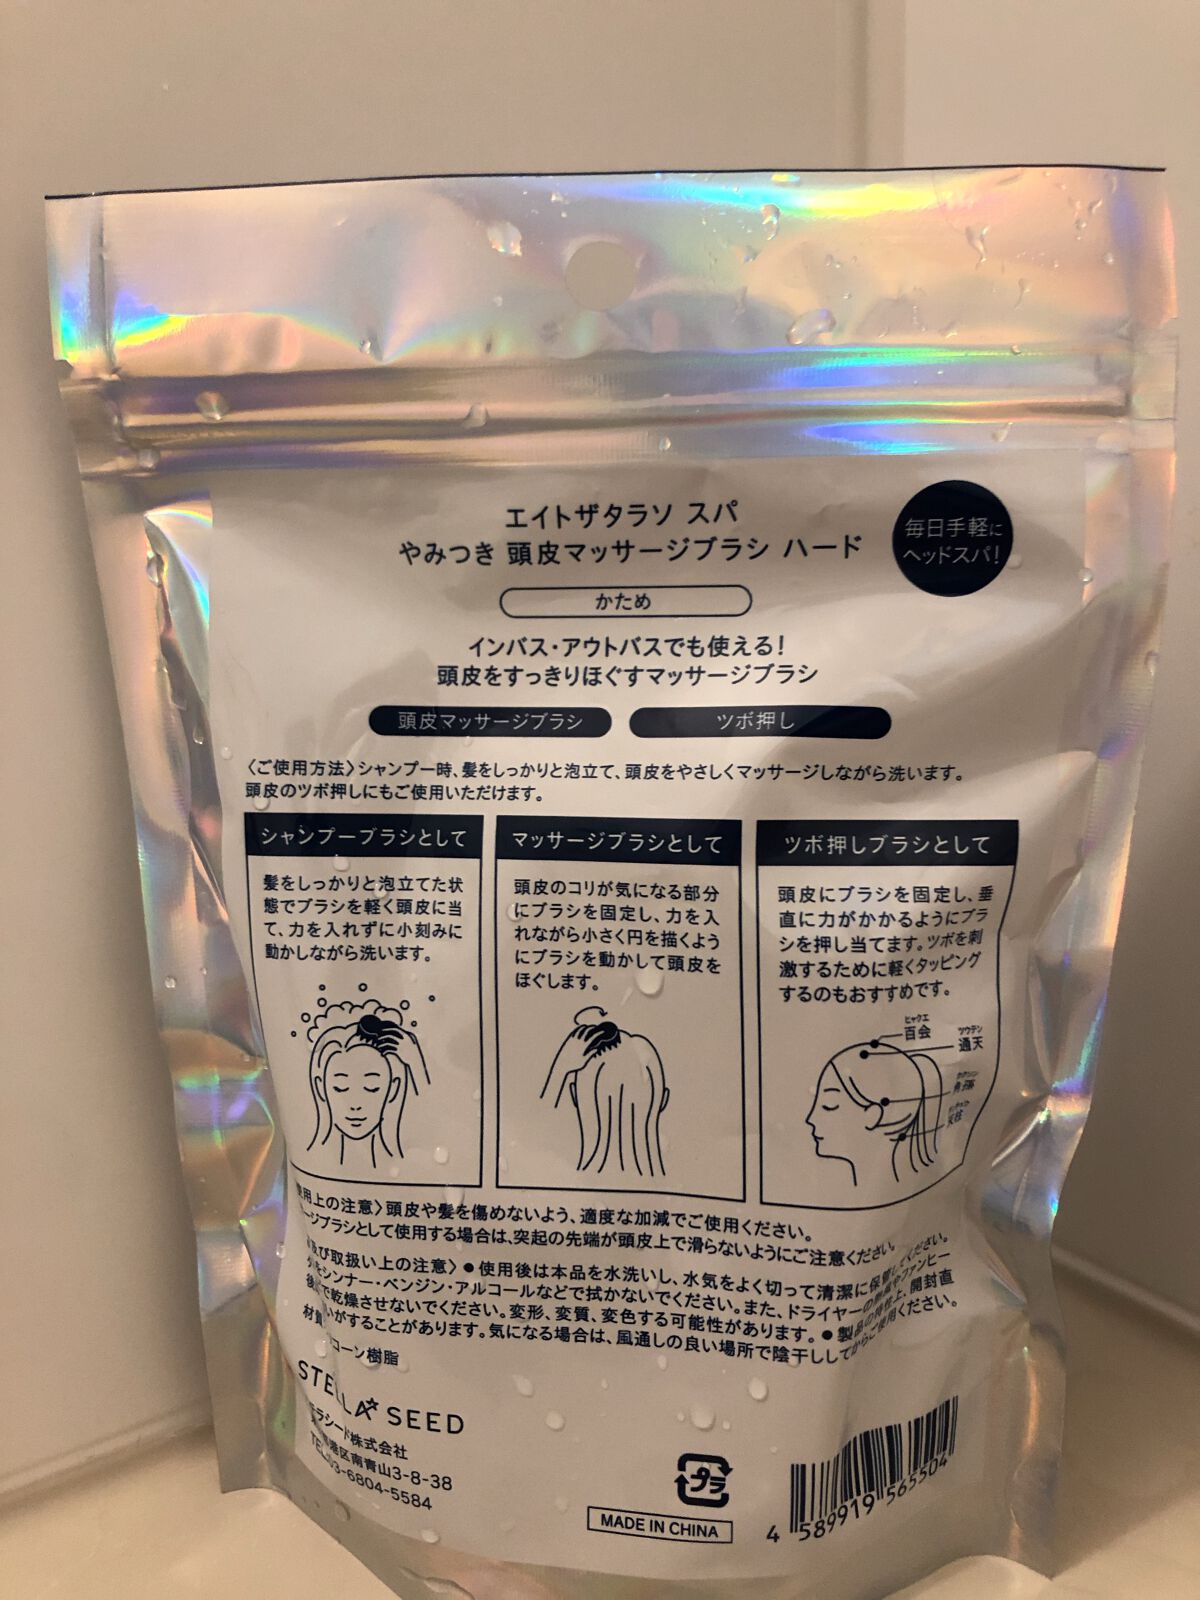 エイトザタラソ スパ
やみつき 頭皮マッサージブラシ ハード
毎日手軽に
ヘッドスパ!
かため
インバス・アウトバスでも使える!
頭皮をすっきりほぐすマッサージブラシ
頭皮マッサージブラシ
ツボ押し
〈ご使用方法〉シャンプー時、髪をしっかりと泡立て、頭皮をやさしくマッサージしながら洗います。
頭皮のツボ押しにもご使用いただけます。
シャンプーブラシとして
髪をしっかりと泡立てた状
態でブラシを軽く頭皮に当
て、力を入れずに小刻みに
動かしながら洗います。
マッサージブラシとして
頭皮のコリが気になる部分
にブラシを固定し、力を入
れながら小さく円を描くよう
にブラシを動かして頭皮を
ほぐします。
ツボ押しブラシとして
頭皮にブラシを固定し、垂
直に力がかかるようにブラ
シを押し当てます。ツボを刺
激するために軽くタッピング
するのもおすすめです。
ヒャクエ
百会
ツウテン
通天
天柱
使用上の注意〉頭皮や髪を傷めないよう、適度な加減でご使用ください。
ージブラシとして使用する場合は、突起の先端が頭皮上で滑らないようにご注意ください。
及び取扱い上の注意〉●使用後は本品を水洗いし、水気をよく切って清潔に保管してください。
をシンナー・ベンジン・アルコールなどで拭かないでください。また、ドライヤーの
で乾燥させないでください。変形、変質、変色する可能性があります。●製品の特性上、開封直
いがすることがあります。気になる場合は、風通しの良い場所で陰干ししてからご使用ください。
コーン樹脂
STELLA SEED
ラシード株式会社
港区南青山3-8-38
TEL:03-6804-5584
プラ
MADE IN CHINA
4 589919 565504